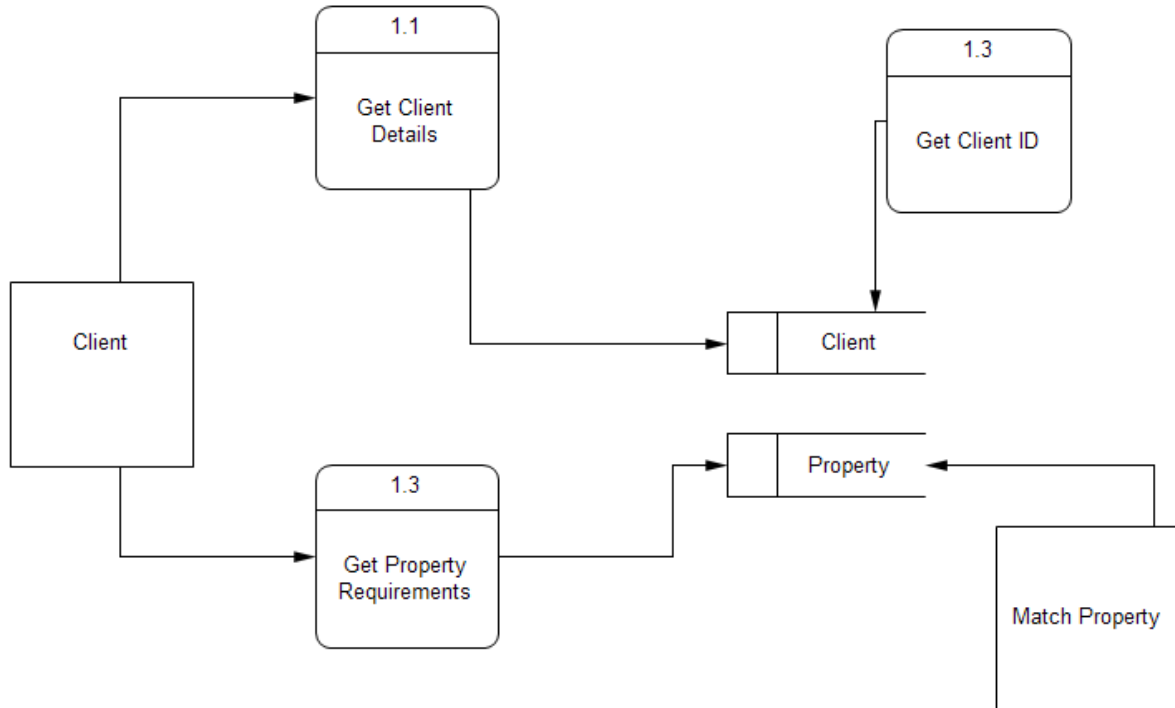 1.1
Get Client
Details
1.3
Get Client ID
Client
Client
Property
1.3
Get Property
Requirements
Match Property